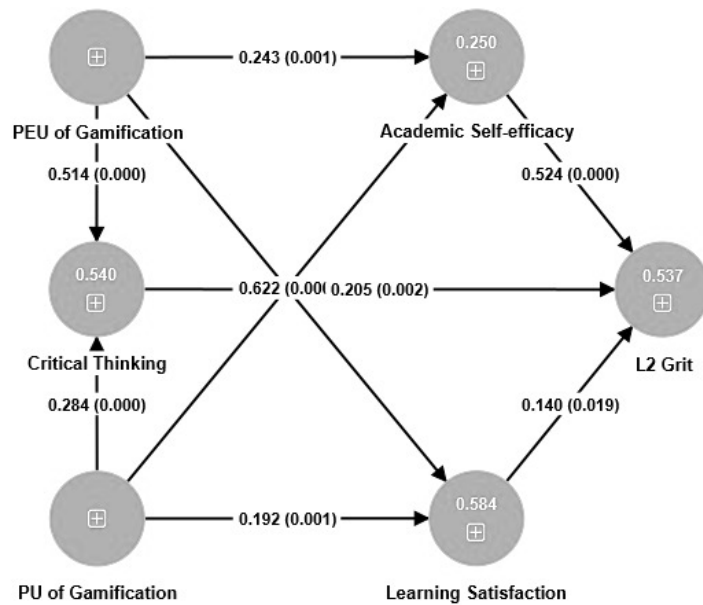 0.250
0.243 (0.001)
PEU of Gamification
Academic Self-efficacy
0.514 (0.000)
0.524 (0.000)
0.540
0.622
0.205 (0.002)
0.537
Critical Thinking
L2 Grit
0.284 (0.000)
0.140 (0.019)
0.584
0.192 (0.001)
PU of Gamification
Learning Satisfaction